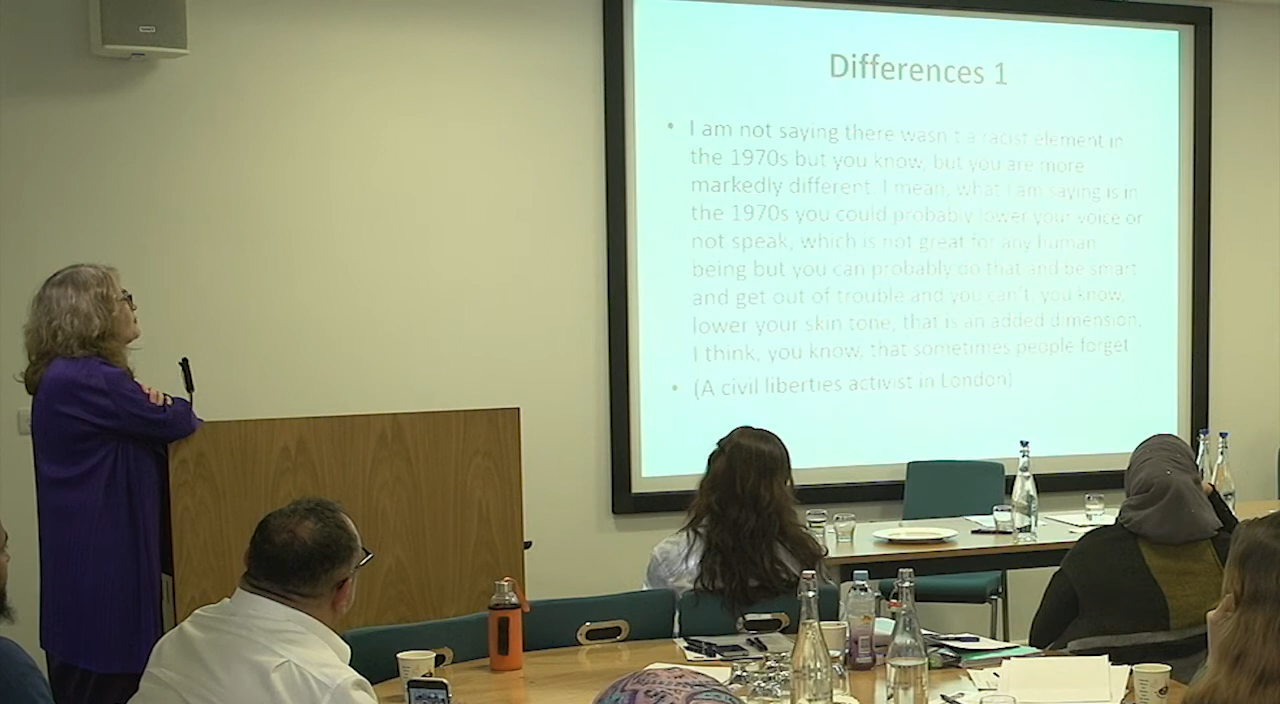 Differences 1
• I am not saying there wasn't a racist element in
the 1970s but you know, but you are more
markedly different. I mean, what I am saying is in
the 1970s you could probably lower your voice or
not speak, which is not great for any human
being but you can probably do that and be smart
and get out of trouble and you can't, you know,
lower your skin tone, that is an added dimension,
I think, you know, that sometimes people forget
• (A civil liberties activist in London)